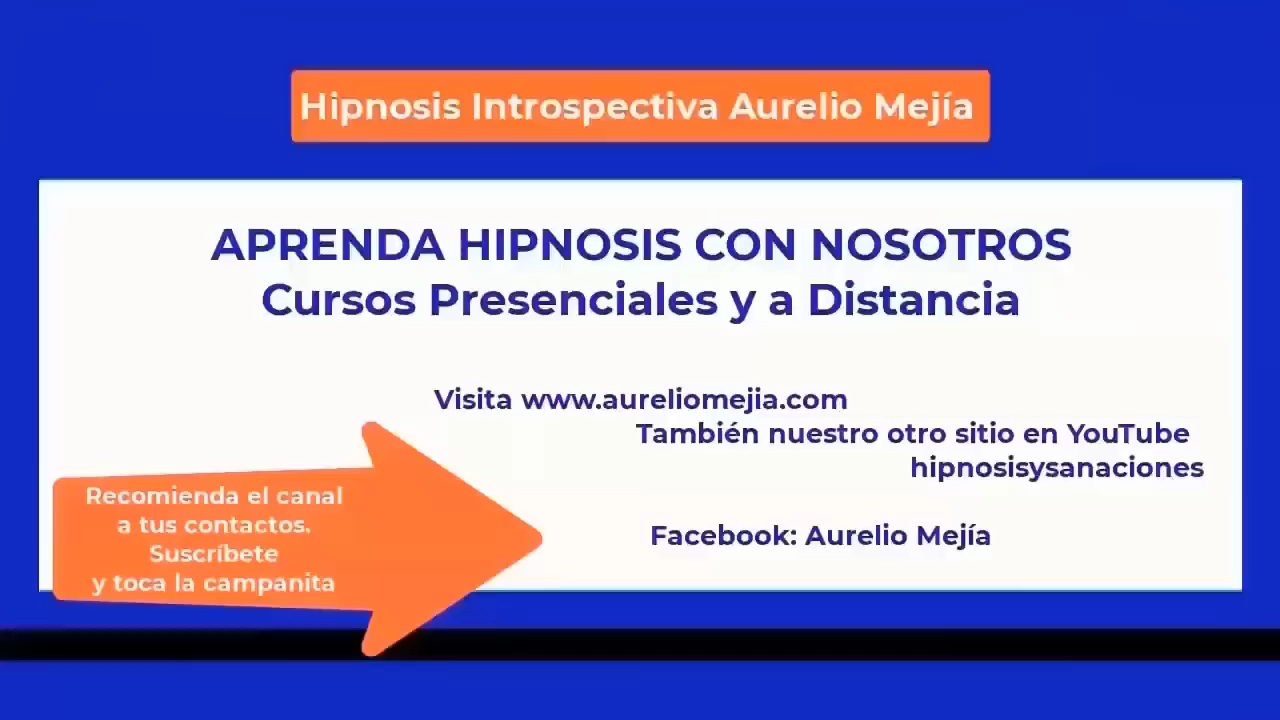 Hipnosis Introspectiva Aurelio Mejía
APRENDA HIPNOSIS CON NOSOTROS
Cursos Presenciales y a Distancia
Visita www.aureliomejia.com
También nuestro otro sitio en YouTube
hipnosisysanaciones
Recomienda el canal
a tus contactos.
Suscríbete
y toca la campanita
Facebook: Aurelio Mejía